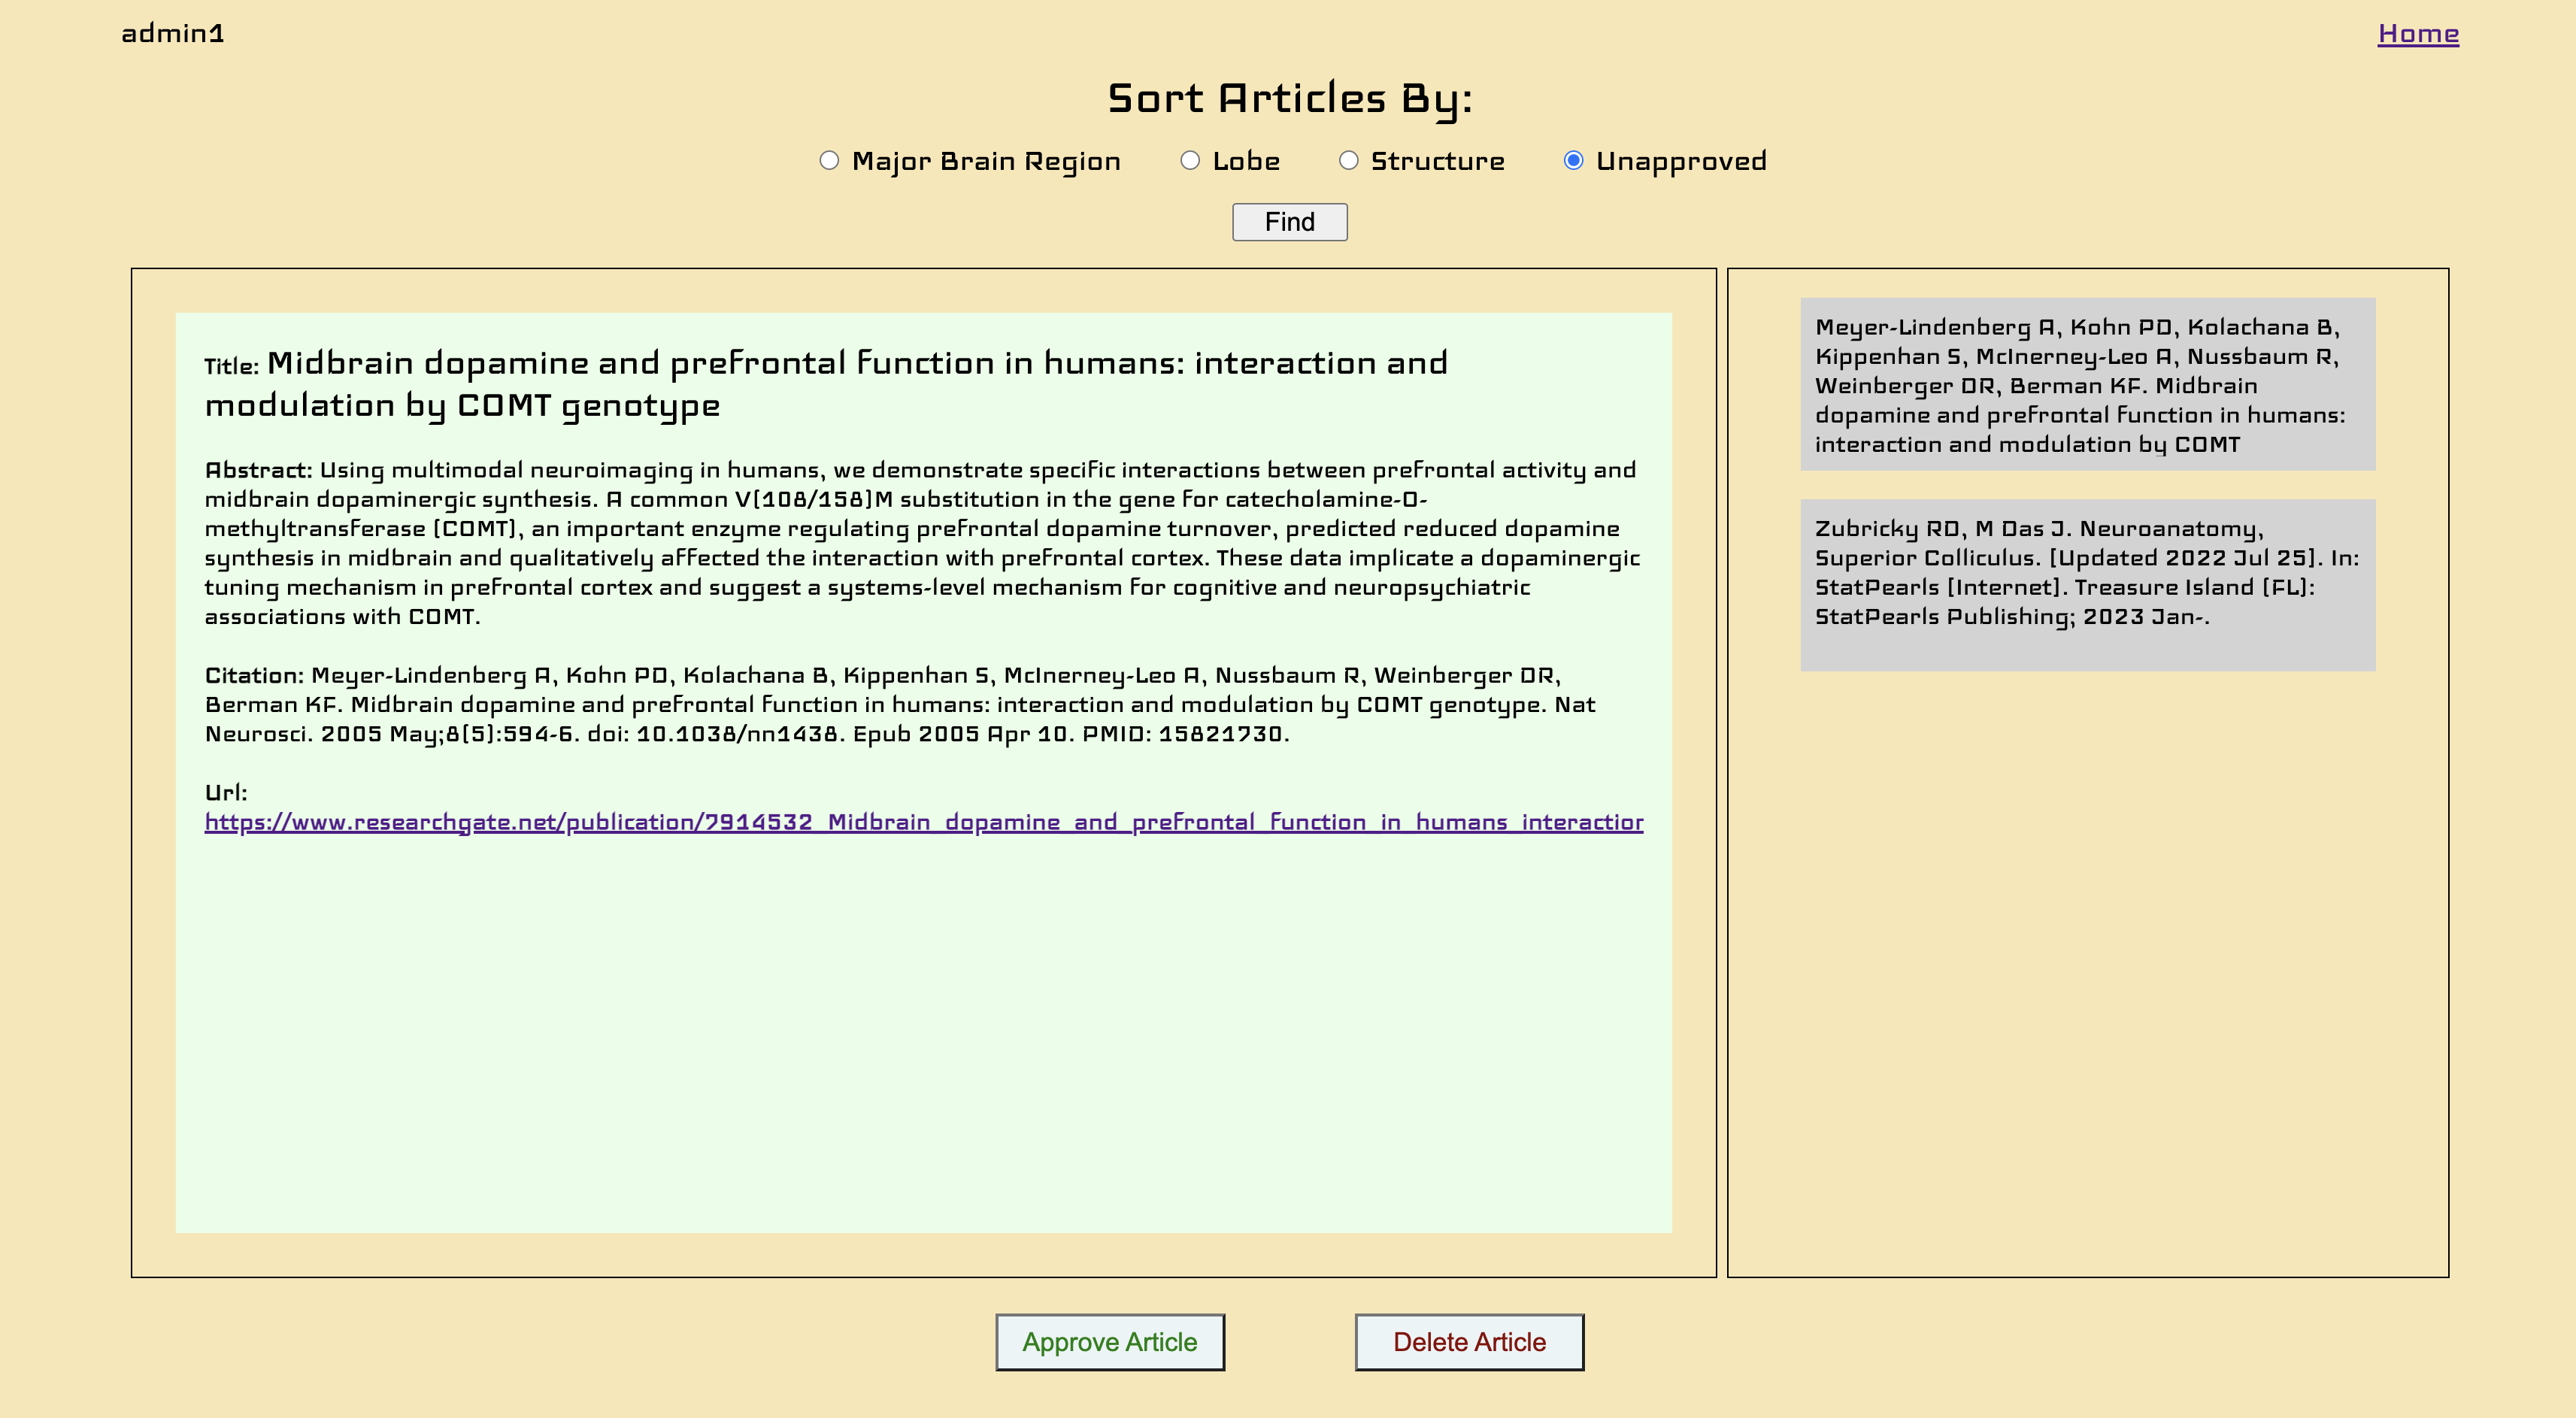 admin1
Home
Sort Articles By:
Major Brain Region
Lobe
Structure
Unapproved
Find
Title: Midbrain dopamine and prefrontal function in humans: interaction and
modulation by COMT genotype
Abstract: Using multimodal neuroimaging in humans, we demonstrate specific interactions between prefrontal activity and
midbrain dopaminergic synthesis. A common V(108/158)M substitution in the gene for catecholamine-O-
methyltransferase (COMT), an important enzyme regulating prefrontal dopamine turnover, predicted reduced dopamine
synthesis in midbrain and qualitatively affected the interaction with prefrontal cortex. These data implicate a dopaminergic
tuning mechanism in prefrontal cortex and suggest a systems-level mechanism for cognitive and neuropsychiatric
associations with COMT.
Citation: Meyer-Lindenberg A, Kohn PD, Kolachana B, Kippenhan S, McInerney-Leo A, Nussbaum R, Weinberger DR,
Berman KF. Midbrain dopamine and prefrontal function in humans: interaction and modulation by COMT genotype. Nat
Neurosci. 2005 May;8(5):594-6. doi: 10.1038/nn1438. Epub 2005 Apr 10. PMID: 15821730.
Url:
https://www.researchgate.net/publication/7914532_Midbrain_dopamine_and_prefrontal_function_in_humans_interaction
Meyer-Lindenberg A, Kohn PD, Kolachana B,
Kippenhan S, McInerney-Leo A, Nussbaum R,
Weinberger DR, Berman KF. Midbrain
dopamine and prefrontal function in humans:
interaction and modulation by COMT
Zubricky RD, M Das J. Neuroanatomy,
Superior Colliculus. [Updated 2022 Jul 25]. In:
StatPearls [Internet]. Treasure Island (FL):
StatPearls Publishing; 2023 Jan-.
Approve Article
Delete Article